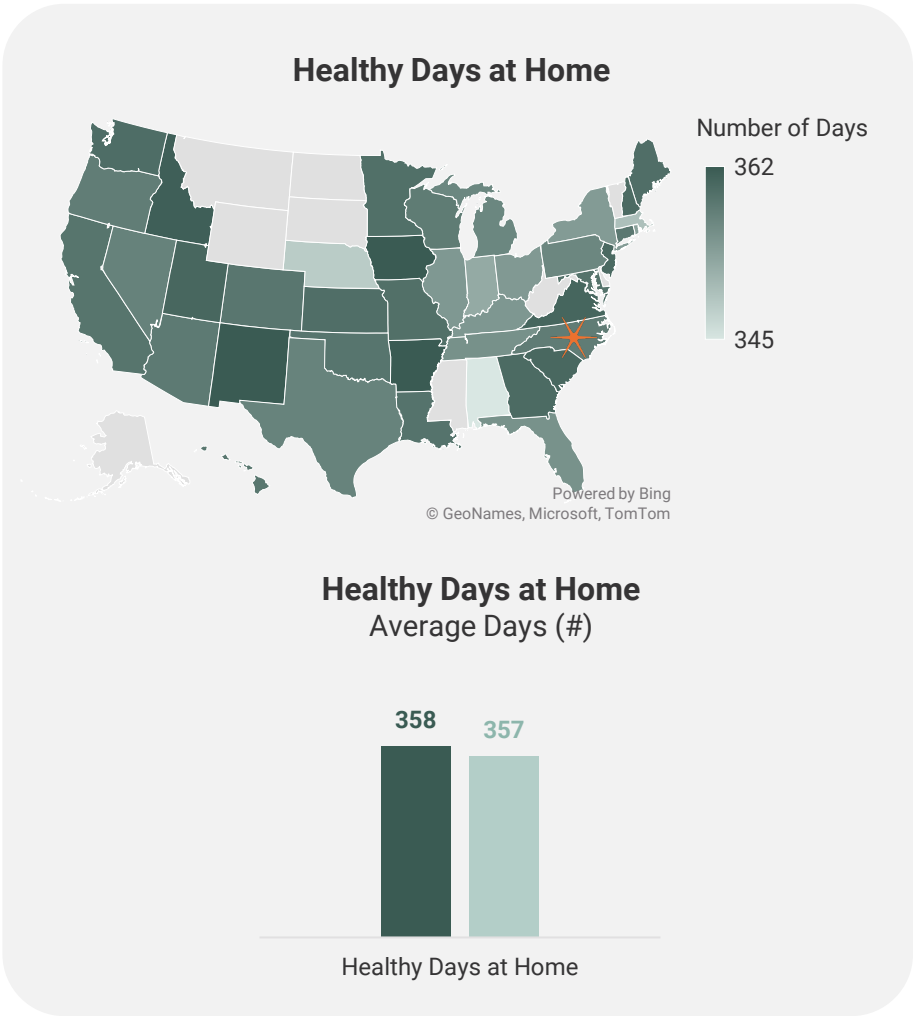 Healthy Days at Home
Number of Days
362
345
Powered by Bing
© GeoNames, Microsoft, TomTom
Healthy Days at Home
Average Days (#)
358
357
Healthy Days at Home